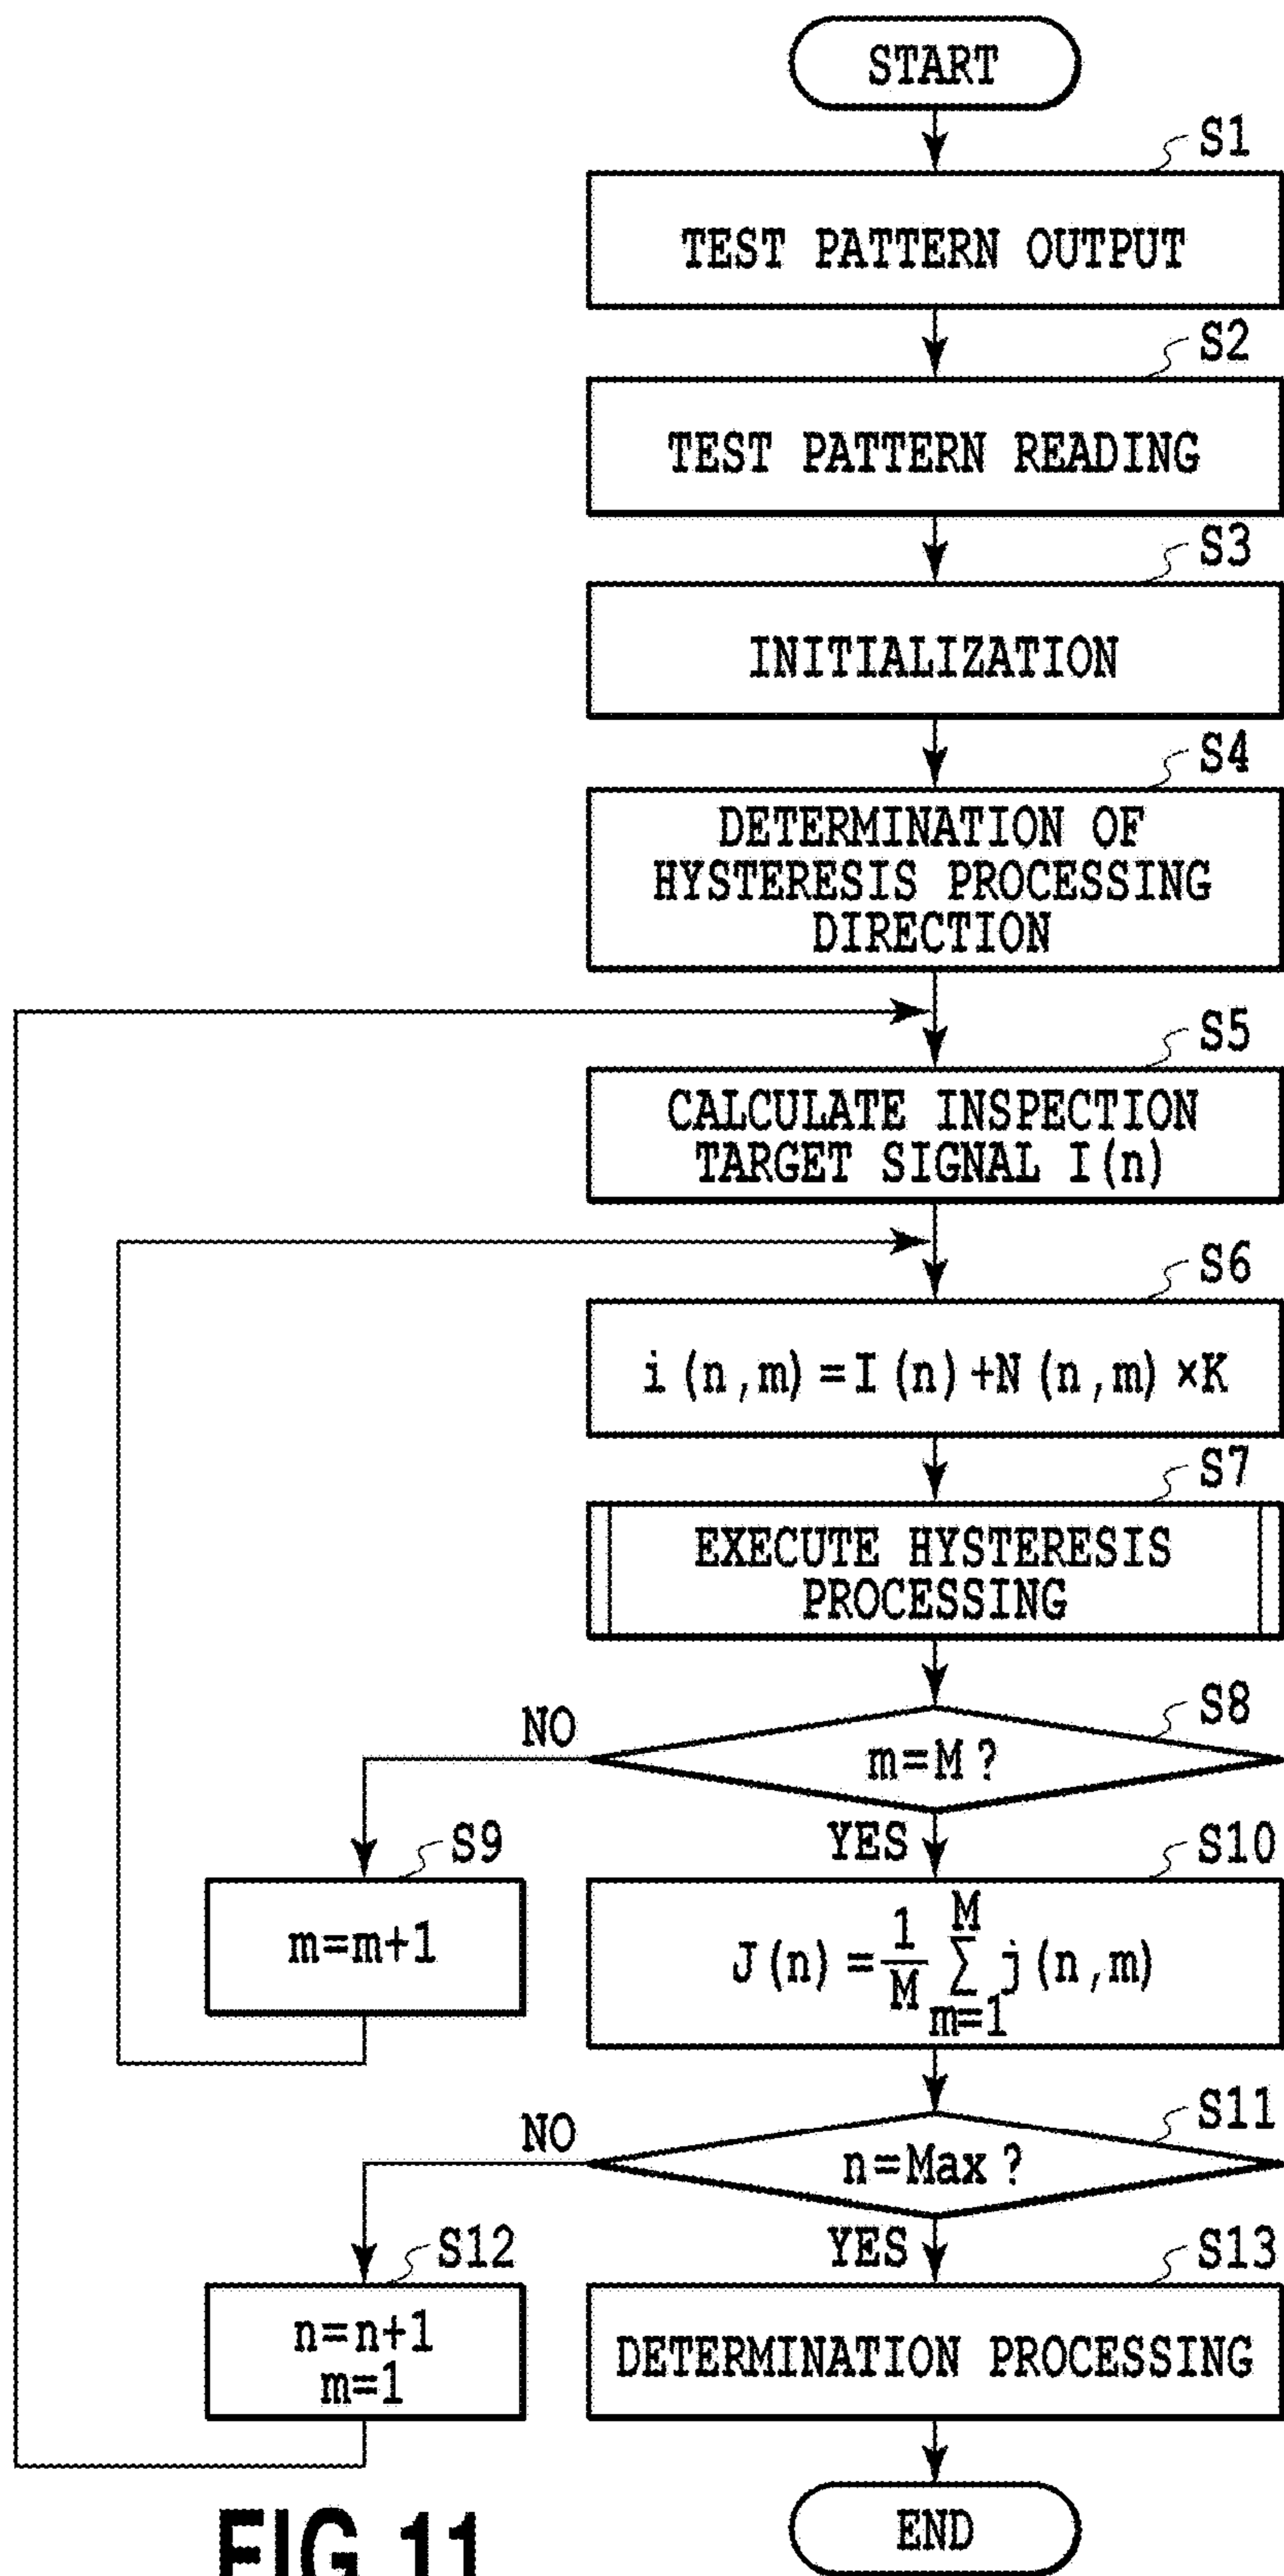 START
S1
TEST PATTERN OUTPUT
S2
TEST PATTERN READING
S3
INITIALIZATION
S4
DETERMINATION OF
HYSTERESIS PROCESSING
DIRECTION
S5
CALCULATE INSPECTION
TARGET SIGNAL I(n)
S6
i(n,m)=I(n)+N(n,m)×K
S7
EXECUTE HYSTERESIS
PROCESSING
S8
NO
m=M?
YES
S9
m=m+1
S10
J(n)=1/M M∑m=1 j(n,m)
S11
NO
n=Max?
YES
S12
n=n+1
m=1
S13
DETERMINATION PROCESSING
END
FIG.11